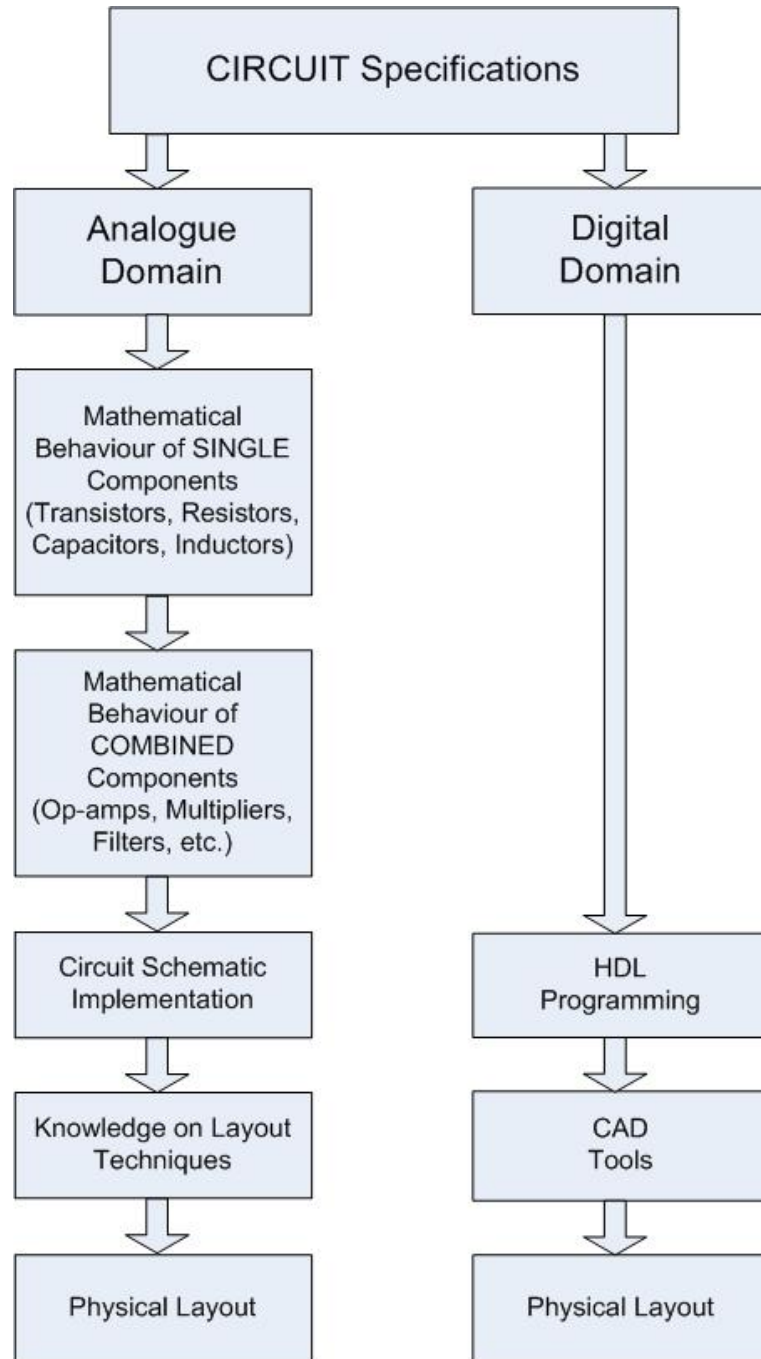 CIRCUIT Specifications
Analogue
Domain
Mathematical
Behaviour of SINGLE
Components
(Transistors, Resistors,
Capacitors, Inductors)
Mathematical
Behaviour of
COMBINED
Components
(Op-amps, Multipliers,
Filters, etc.)
Circuit Schematic
Implementation
Knowledge on Layout
Techniques
Physical Layout
Digital
Domain
HDL
Programming
CAD
Tools
Physical Layout